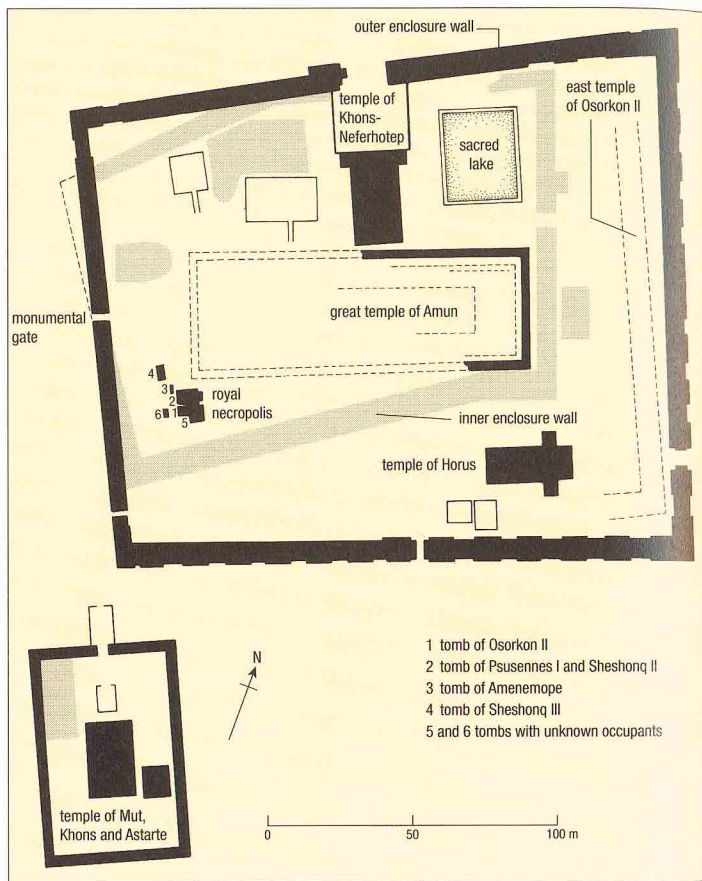 outer enclosure wall
temple of
Khons-
Neferhotep
sacred
lake
east temple
of Osorkon II
monumental
gate
great temple of Amun
4
3
2
6
1
5
royal
necropolis
inner enclosure wall
temple of Horus
temple of Mut,
Khons and Astarte
N
1 tomb of Osorkon II
2 tomb of Psusennes I and Sheshonq II
3 tomb of Amenemope
4 tomb of Sheshonq III
5 and 6 tombs with unknown occupants
0 50 100 m